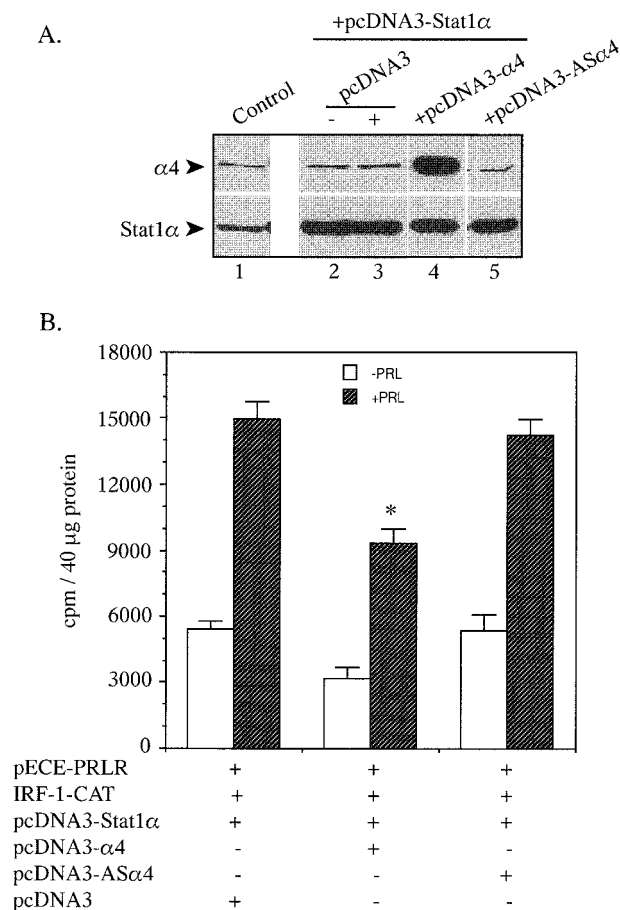 A.
+pcDNA3-Stat1α
Control
pcDNA3
- +
+pcDNA3-α4
+pcDNA3-ASα4
α4
Stat1α
1 2 3 4 5
B.
18000
15000
12000
9000
6000
3000
0
cpm / 40 µg protein
-PRL
+PRL
*
pECE-PRLR + + +
IRF-1-CAT + + +
pcDNA3-Stat1α + + +
pcDNA3-α4 - + -
pcDNA3-ASα4 - - +
pcDNA3 + - -